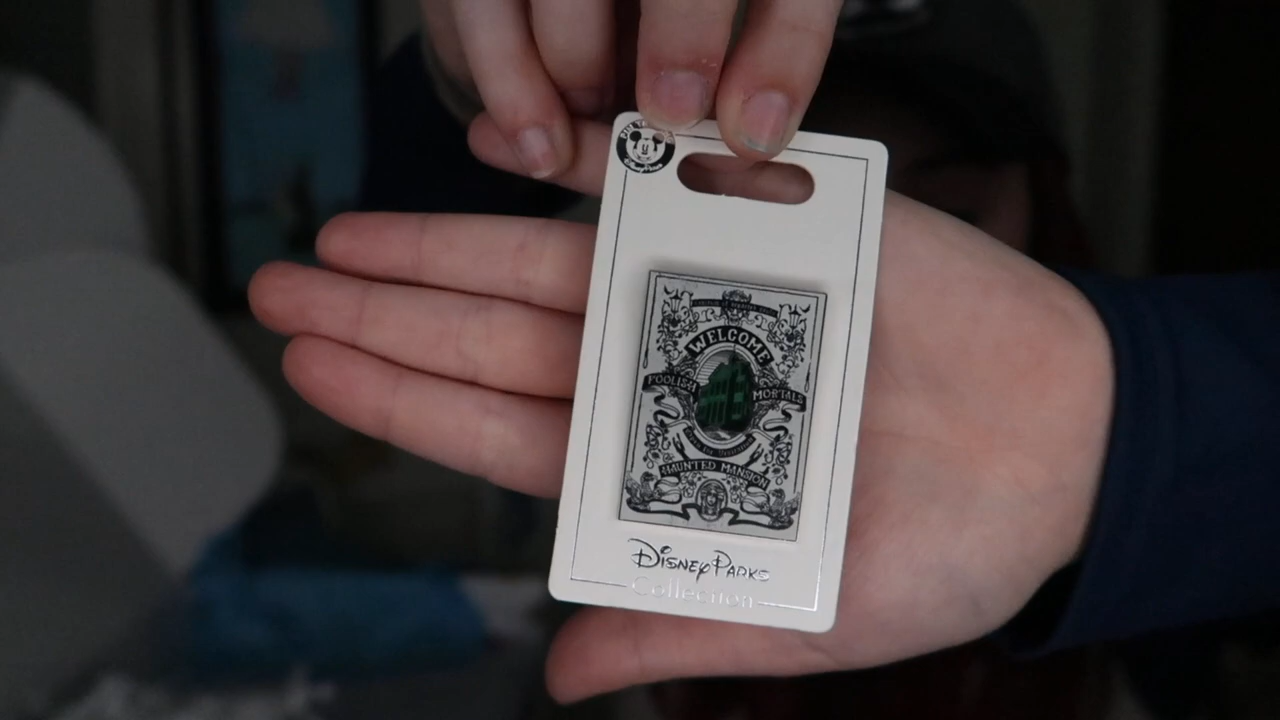 WELCOME
FOOLISH MORTALS
HAUNTED MANSION
Disney Parks
Collection